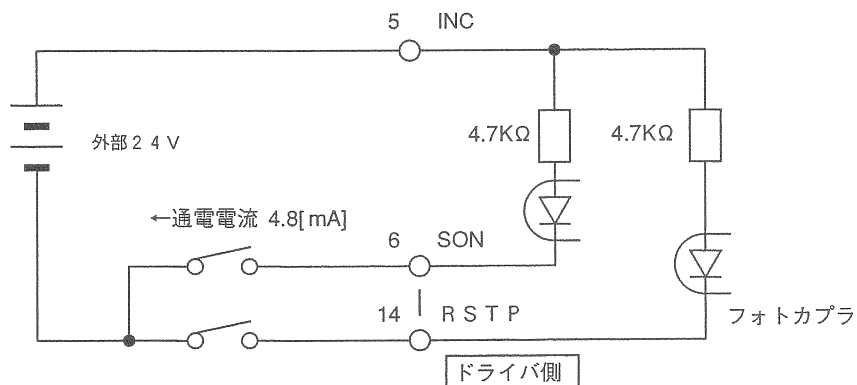 5 INC
4.7KΩ 4.7KΩ
外部24V
←通電電流 4.8[mA]
6 SON
14 RSTP
フォトカプラ
ドライバ側